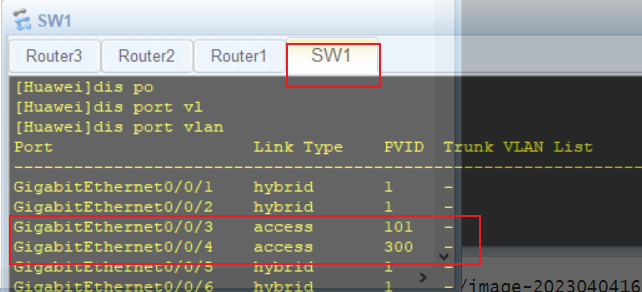 SW1
Router3 Router2 Router1 SW1
[Huawei]dis po
[Huawei]dis port vl
[Huawei]dis port vlan
Port Link Type PVID Trunk VLAN List
-------------------------------------------------------------------------------
GigabitEthernet0/0/1 hybrid 1 -
GigabitEthernet0/0/2 hybrid 1 -
GigabitEthernet0/0/3 access 101 -
GigabitEthernet0/0/4 access 300 -
GigabitEthernet0/0/5 hybrid 1 -
GigabitEthernet0/0/6 hybrid 1 -
/image-2023040416